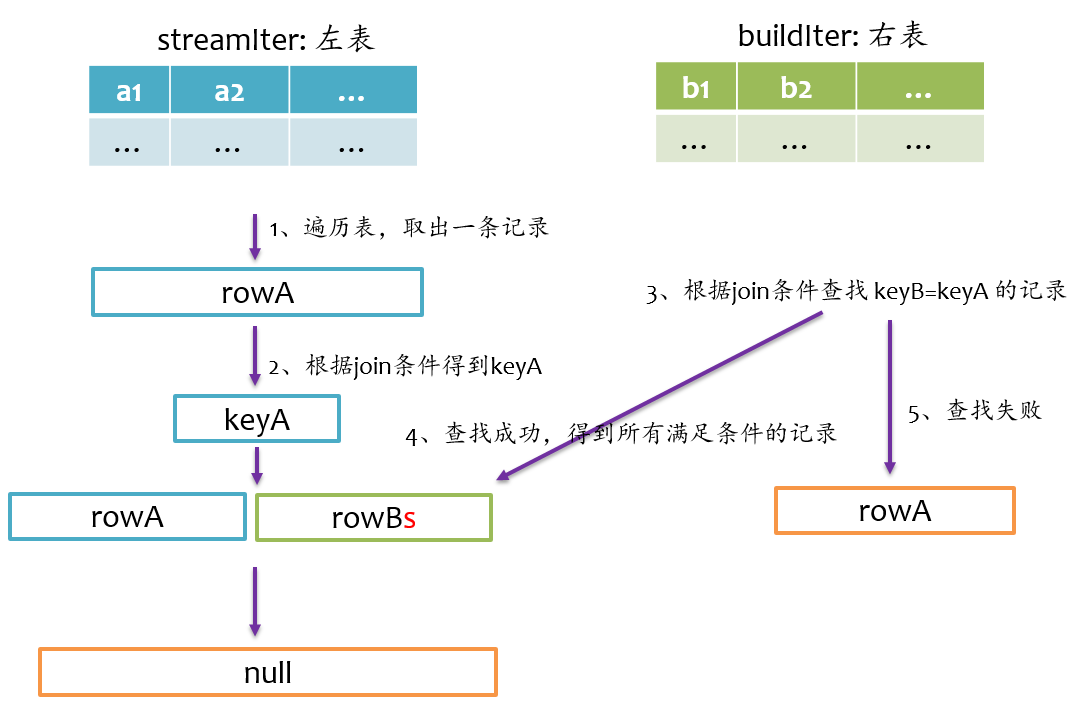 streamIter: 左表
buildIter: 右表
a1 a2 ...
b1 b2 ...
... ... ...
... ... ...
1、遍历表，取出一条记录
rowA
3、根据join条件查找 keyB=keyA 的记录
2、根据join条件得到keyA
keyA
5、查找失败
4、查找成功，得到所有满足条件的记录
rowA
rowBs
rowA
null